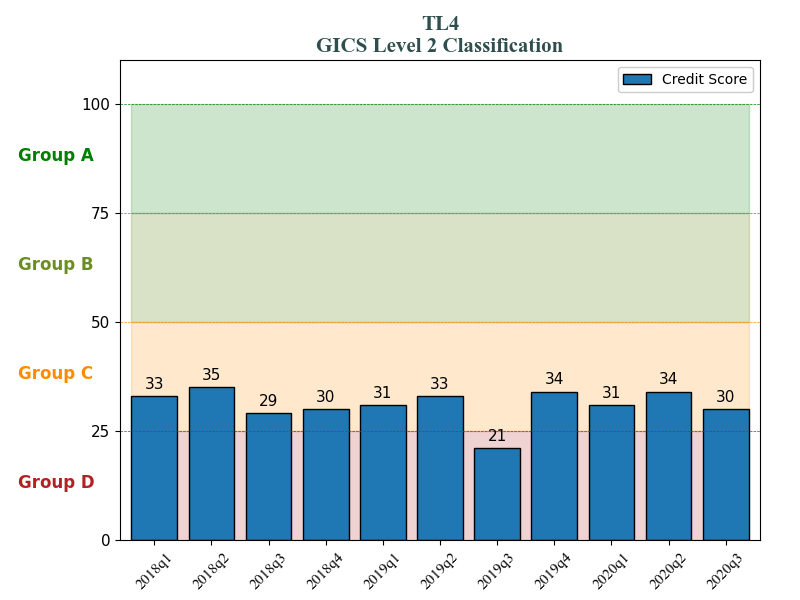 TL4
GICS Level 2 Classification
Credit Score
100
Group A
75
Group B
50
Group C
25
Group D
0
33
35
29
30
31
33
21
34
31
34
30
2018q1
2018q2
2018q3
2018q4
2019q1
2019q2
2019q3
2019q4
2020q1
2020q2
2020q3